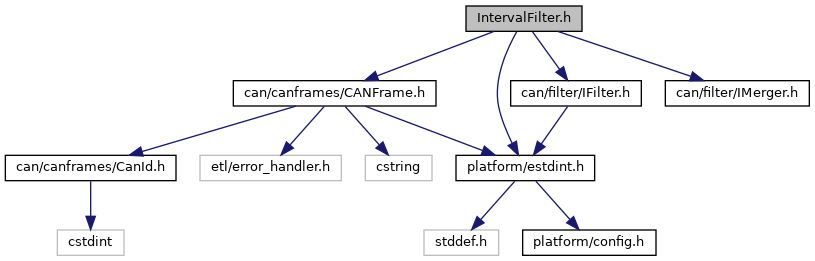 IntervalFilter.h
can/canframes/CANFrame.h
can/filter/IFilter.h
can/filter/IMerger.h
can/canframes/CanId.h
etl/error_handler.h
cstring
platform/estdint.h
cstdint
stddef.h
platform/config.h